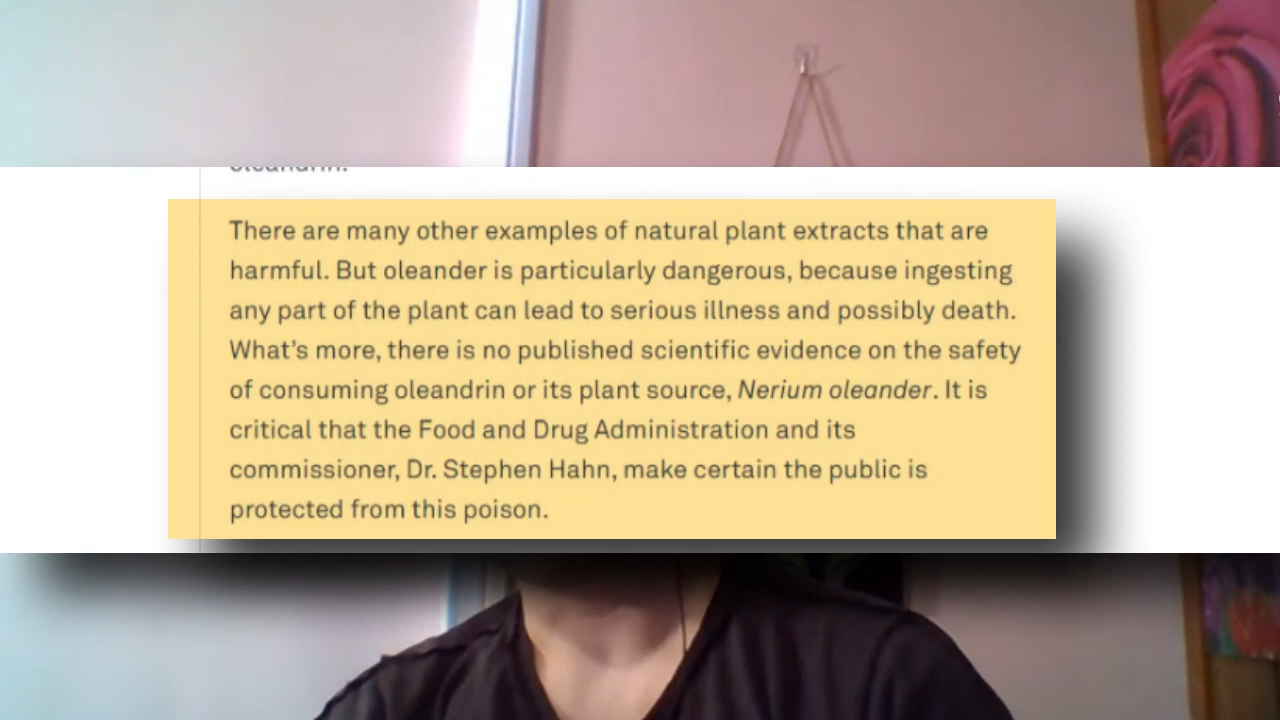 oleandrin.
There are many other examples of natural plant extracts that are
harmful. But oleander is particularly dangerous, because ingesting
any part of the plant can lead to serious illness and possibly death.
What's more, there is no published scientific evidence on the safety
of consuming oleandrin or its plant source, Nerium oleander. It is
critical that the Food and Drug Administration and its
commissioner, Dr. Stephen Hahn, make certain the public is
protected from this poison.